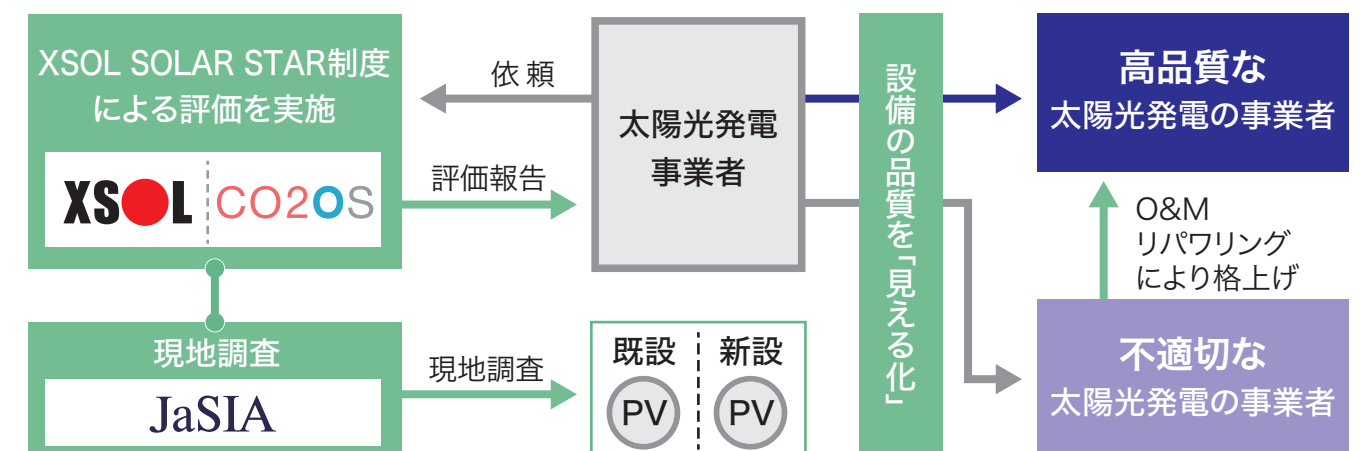 XSOL SOLAR STAR制度
による評価を実施
XSOL
CO2OS
依頼
評価報告
太陽光発電
事業者
設備の品質を「見える化」
高品質な
太陽光発電の事業者
O&M
リパワリング
により格上げ
不適切な
太陽光発電の事業者
現地調査
JaSIA
現地調査
既設
新設
PV
PV